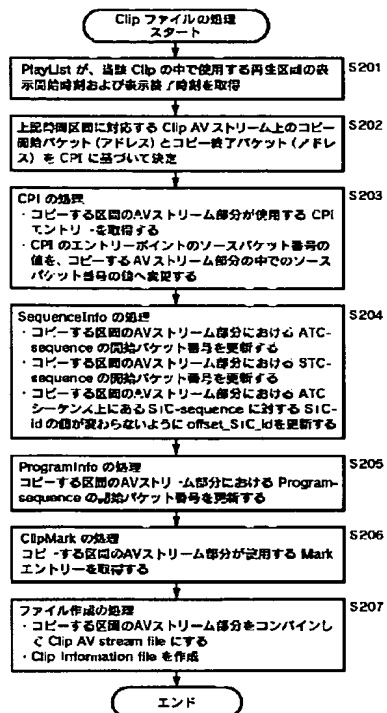 Clip ファイルの処理
スタート
S201
PlayList が、当該 Clip の中で使用する再生区間の表
示開始時刻および表示終了時刻を取得
S202
上記時間区間に対応する Clip AV ストリーム上のコピー
開始パケット (アドレス) とコピー終了パケット (アドレ
ス) を CPI に基づいて決定
S203
CPI の処理
・コピーする区間のAVストリーム部分が使用する CPI
エントリーを取得する
・CPI のエントリーポイントのソースパケット番号の
値を、コピーするAVストリーム部分の中でのソース
パケット番号の値へ変更する
S204
SequenceInfo の処理
・コピーする区間のAVストリーム部分における ATC-
sequence の開始パケット番号を更新する
・コピーする区間のAVストリーム部分における STC-
sequence の開始パケット番号を更新する
・コピーする区間のAVストリーム部分における ATC
シーケンス上にある STC-sequence に対する STC-
id の値が変わらないように offset_STC_idを更新する
S205
ProgramInfo の処理
コピーする区間のAVストリーム部分における Program-
sequence の開始パケット番号を更新する
S206
ClipMark の処理
コピーする区間のAVストリーム部分が使用する Mark
エントリーを取得する
S207
ファイル作成の処理
・コピーする区間のAVストリーム部分をコンバインし
て Clip AV stream file にする
・Clip Information file を作成
エンド